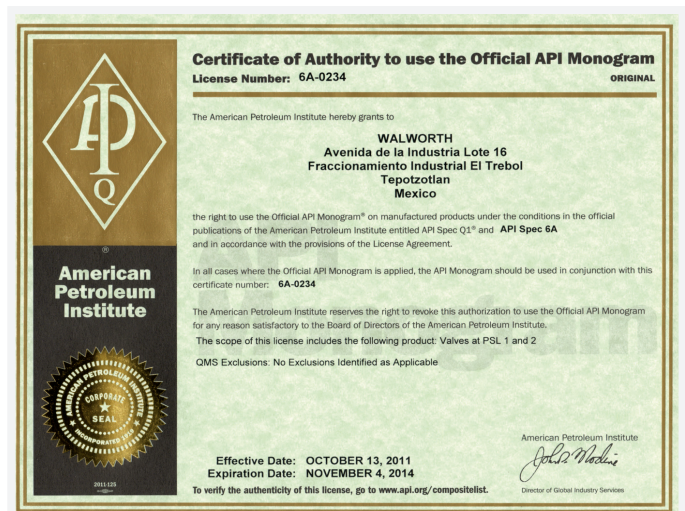 Certificate of Authority to use the Official API Monogram
License Number: 6A-0234
ORIGINAL
The American Petroleum Institute hereby grants to
WALWORTH
Avenida de la Industria Lote 16
Fraccionamiento Industrial El Trebol
Tepotzotlan
Mexico
the right to use the Official API Monogram® on manufactured products under the conditions in the official
publications of the American Petroleum Institute entitled API Spec Q1® and API Spec 6A
and in accordance with the provisions of the License Agreement.
In all cases where the Official API Monogram is applied, the API Monogram should be used in conjunction with this
certificate number: 6A-0234
The American Petroleum Institute reserves the right to revoke this authorization to use the Official API Monogram
for any reason satisfactory to the Board of Directors of the American Petroleum Institute.
The scope of this license includes the following product: Valves at PSL 1 and 2
QMS Exclusions: No Exclusions Identified as Applicable
American Petroleum Institute
Effective Date: OCTOBER 13, 2011
Expiration Date: NOVEMBER 4, 2014
To verify the authenticity of this license, go to www.api.org/compositelist.
Director of Global Industry Services
API
Q
®
American
Petroleum
Institute
AMERICAN PETROLEUM INSTITUTE
CORPORATE
SEAL
INCORPORATED 1919
2011-125
API
Monogram